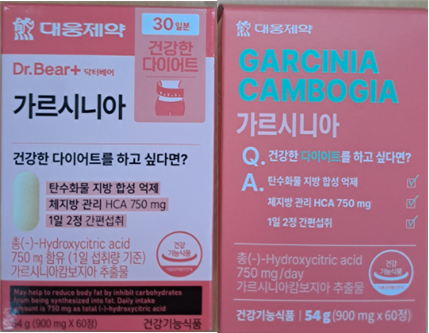 대웅제약
30 일분
건강한
다이어트
Dr.Bear+ 닥터베어
가르시니아
건강한 다이어트를 하고 싶다면?
탄수화물 지방 합성 억제
체지방 관리 HCA 750 mg
1일 2정 간편섭취
총(-)-Hydroxycitric acid
750 mg 함유 (1일 섭취량 기준)
가르시니아캄보지아 추출물
건강
기능식품
May help to reduce body fat by inhibit carbohydrates
from being synthesized into fat. Daily intake
amount is 750 mg as total (-)-hydroxycitric acid
54 g (900 mg X 60정)
건강기능식품
대웅제약
GARCINIA
CAMBOGIA
가르시니아
Q. 건강한 다이어트를 하고 싶다면?
A. 탄수화물 지방 합성 억제
체지방 관리 HCA 750 mg
1일 2정 간편섭취
총(-)-Hydroxycitric acid
750 mg /day
가르시니아캄보지아 추출물
건강
기능식품
건강기능식품 | 54 g (900 mg X 60정)